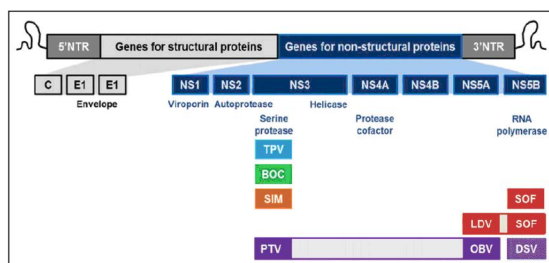 5'NTR Genes for structural proteins Genes for non-structural proteins 3'NTR
C E1 E1 NS1 NS2 NS3 NS4A NS4B NS5A NS5B
Envelope Viroporin Autoprotease Helicase
Serine protease Protease cofactor RNA polymerase
TPV
BOC
SIM SOF
LDV SOF
PTV OBV DSV